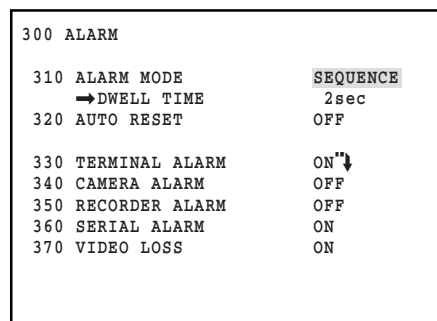 300 ALARM
310 ALARM MODE SEQUENCE
➡DWELL TIME 2sec
320 AUTO RESET OFF
330 TERMINAL ALARM ON
340 CAMERA ALARM OFF
350 RECORDER ALARM OFF
360 SERIAL ALARM ON
370 VIDEO LOSS ON